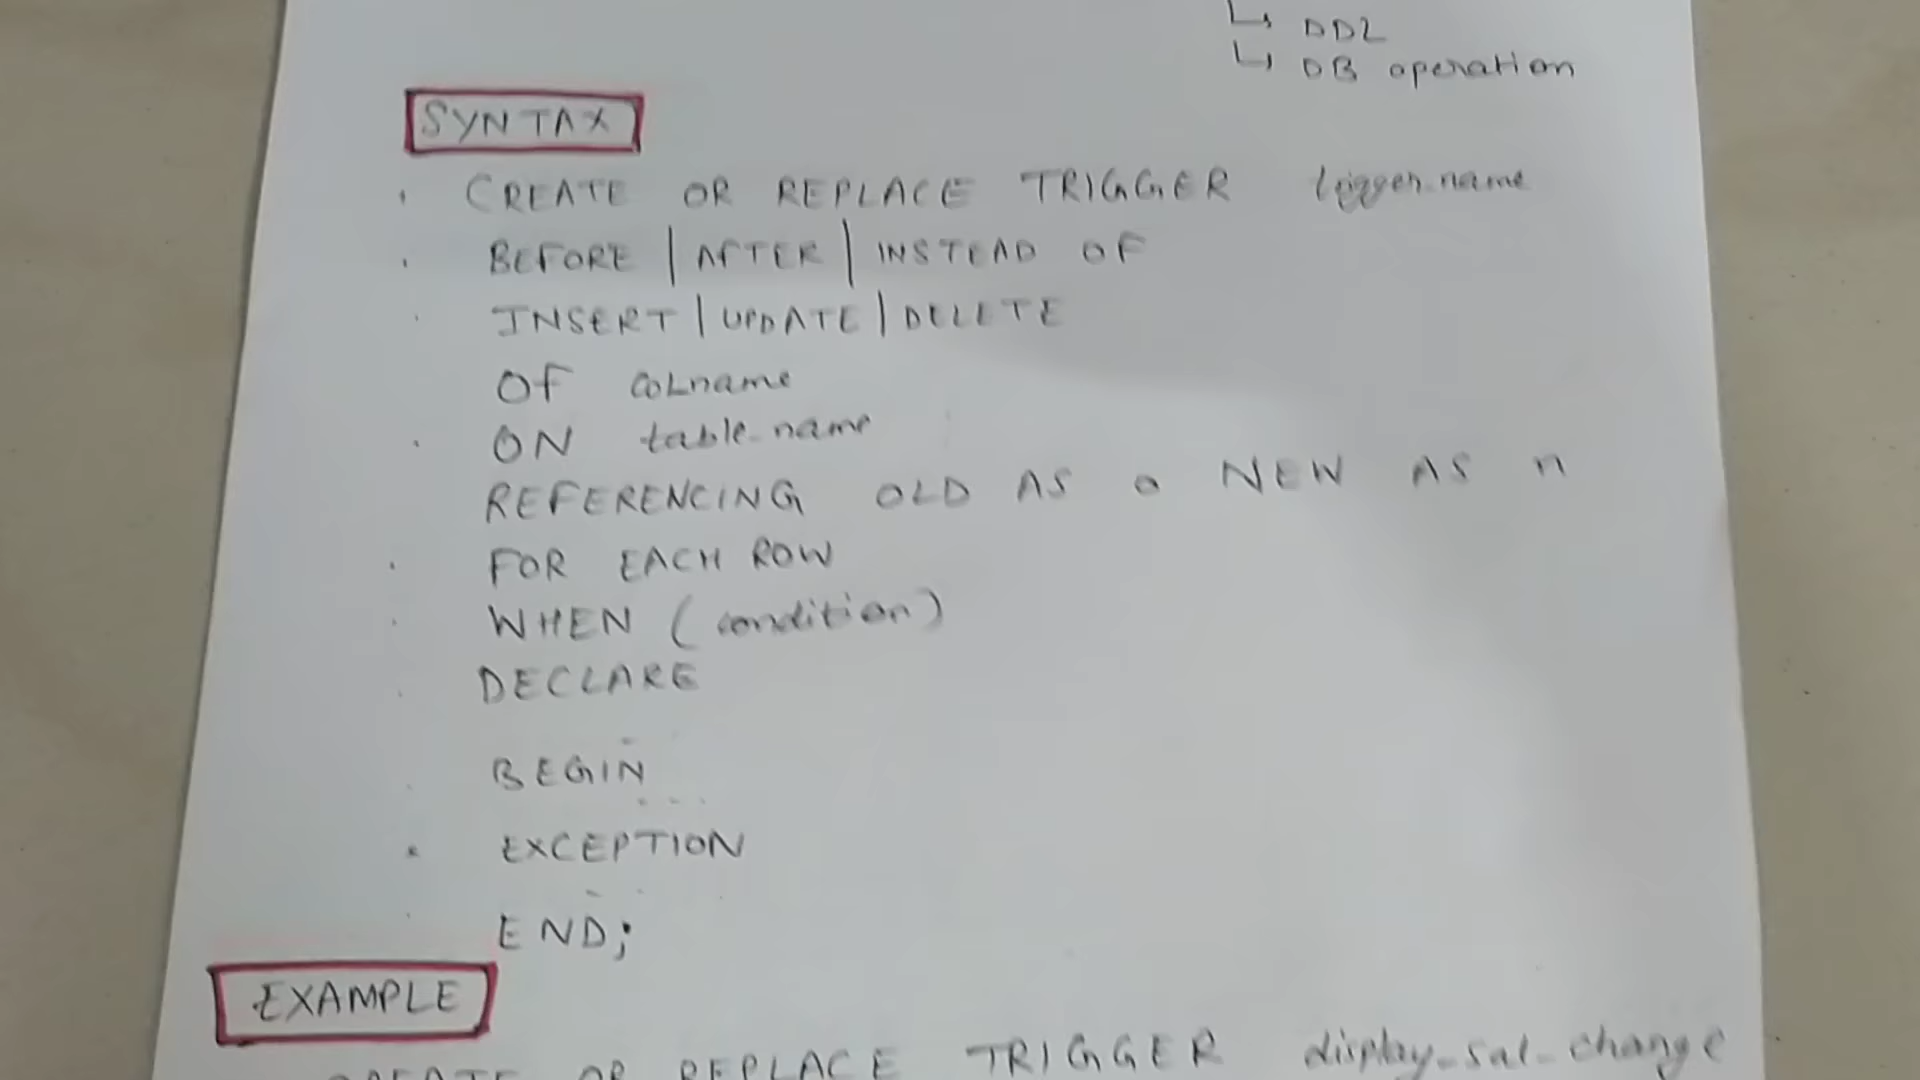 DDL
DB operation
SYNTAX
CREATE OR REPLACE TRIGGER trigger_name
BEFORE | AFTER | INSTEAD OF
INSERT | UPDATE | DELETE
OF colname
ON table_name
REFERENCING OLD AS o NEW AS n
FOR EACH ROW
WHEN (condition)
DECLARE
BEGIN
...
EXCEPTION
END;
EXAMPLE
CREATE OR REPLACE TRIGGER display_sal_change